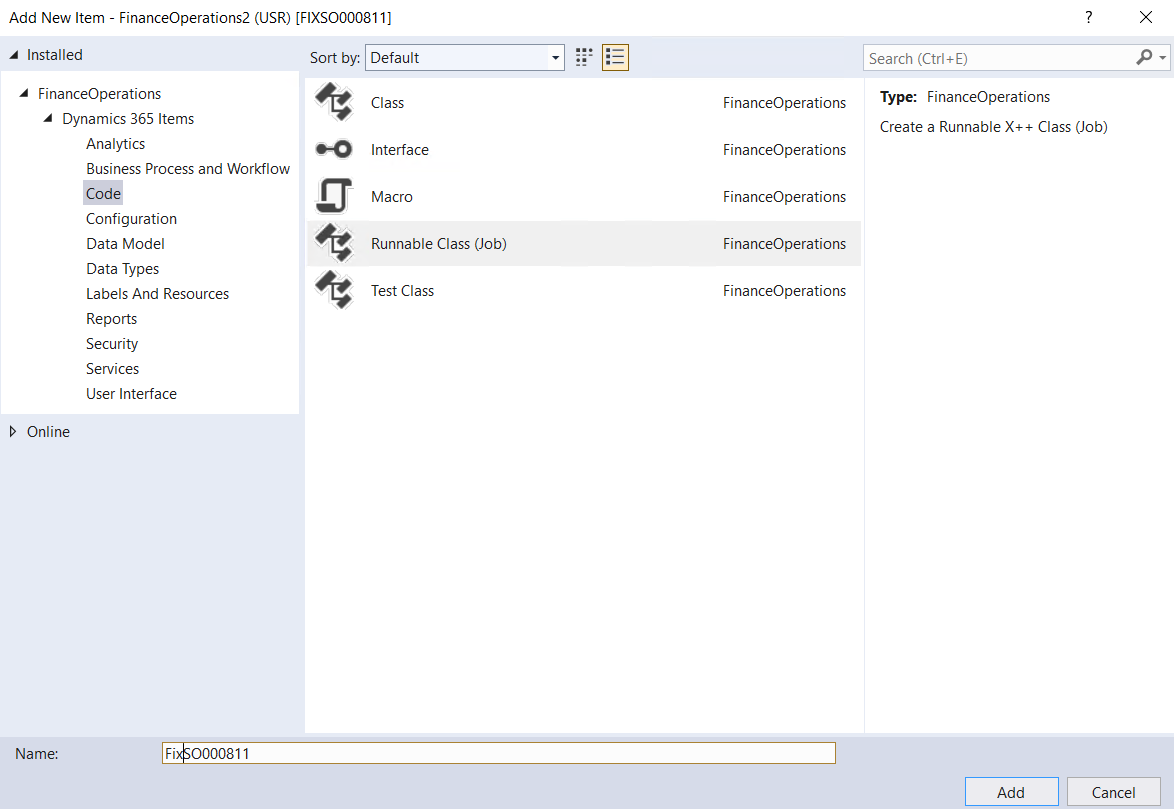 Add New Item - FinanceOperations2 (USR) [FIXSO000811]
?
Installed
Sort by: Default
Search (Ctrl+E)
FinanceOperations
Dynamics 365 Items
Analytics
Business Process and Workflow
Code
Configuration
Data Model
Data Types
Labels And Resources
Reports
Security
Services
User Interface
Online
Class FinanceOperations
Interface FinanceOperations
Macro FinanceOperations
Runnable Class (Job) FinanceOperations
Test Class FinanceOperations
Type: FinanceOperations
Create a Runnable X++ Class (Job)
Name: FixSO000811
Add Cancel